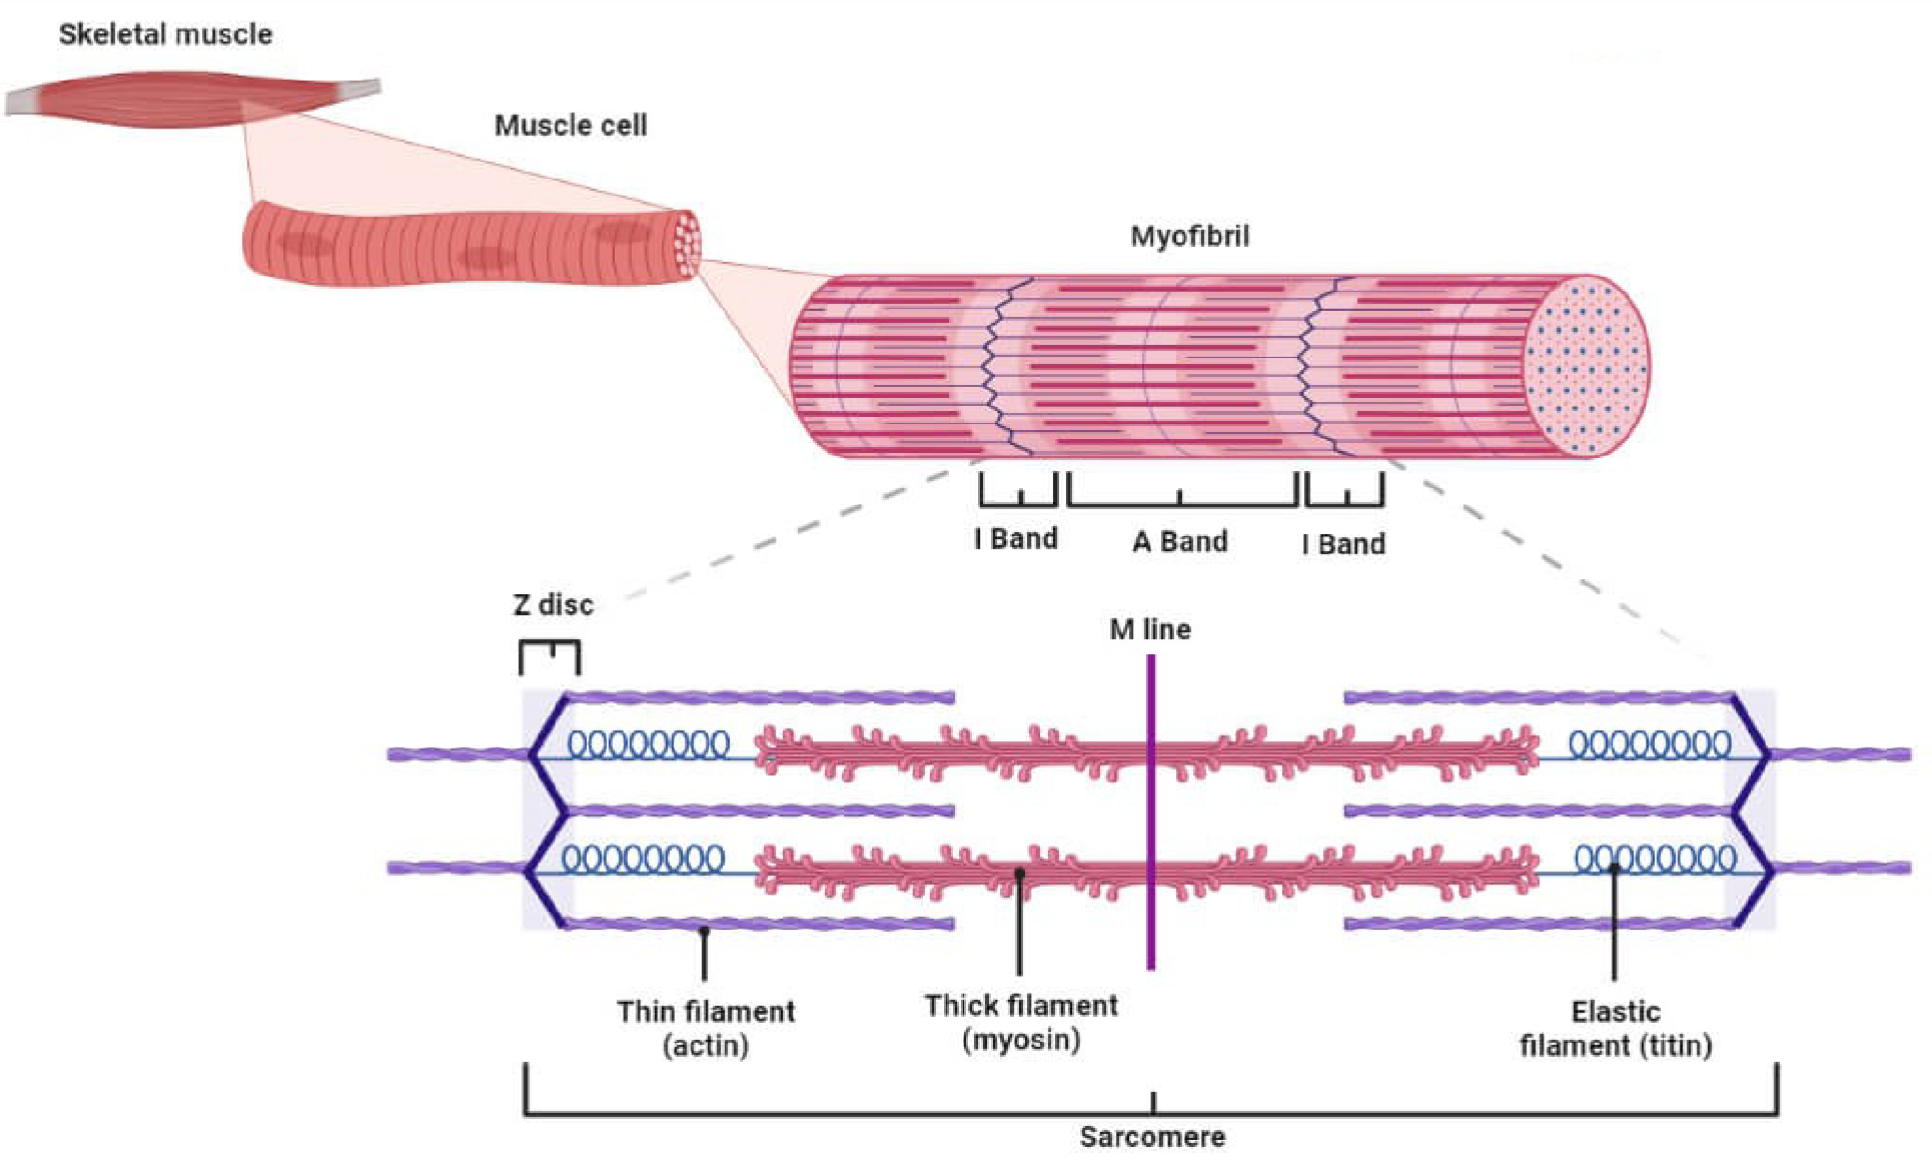 Skeletal muscle
Muscle cell
Myofibril
I Band
A Band
I Band
Z disc
M line
Thin filament
(actin)
Thick filament
(myosin)
Elastic
filament (titin)
Sarcomere